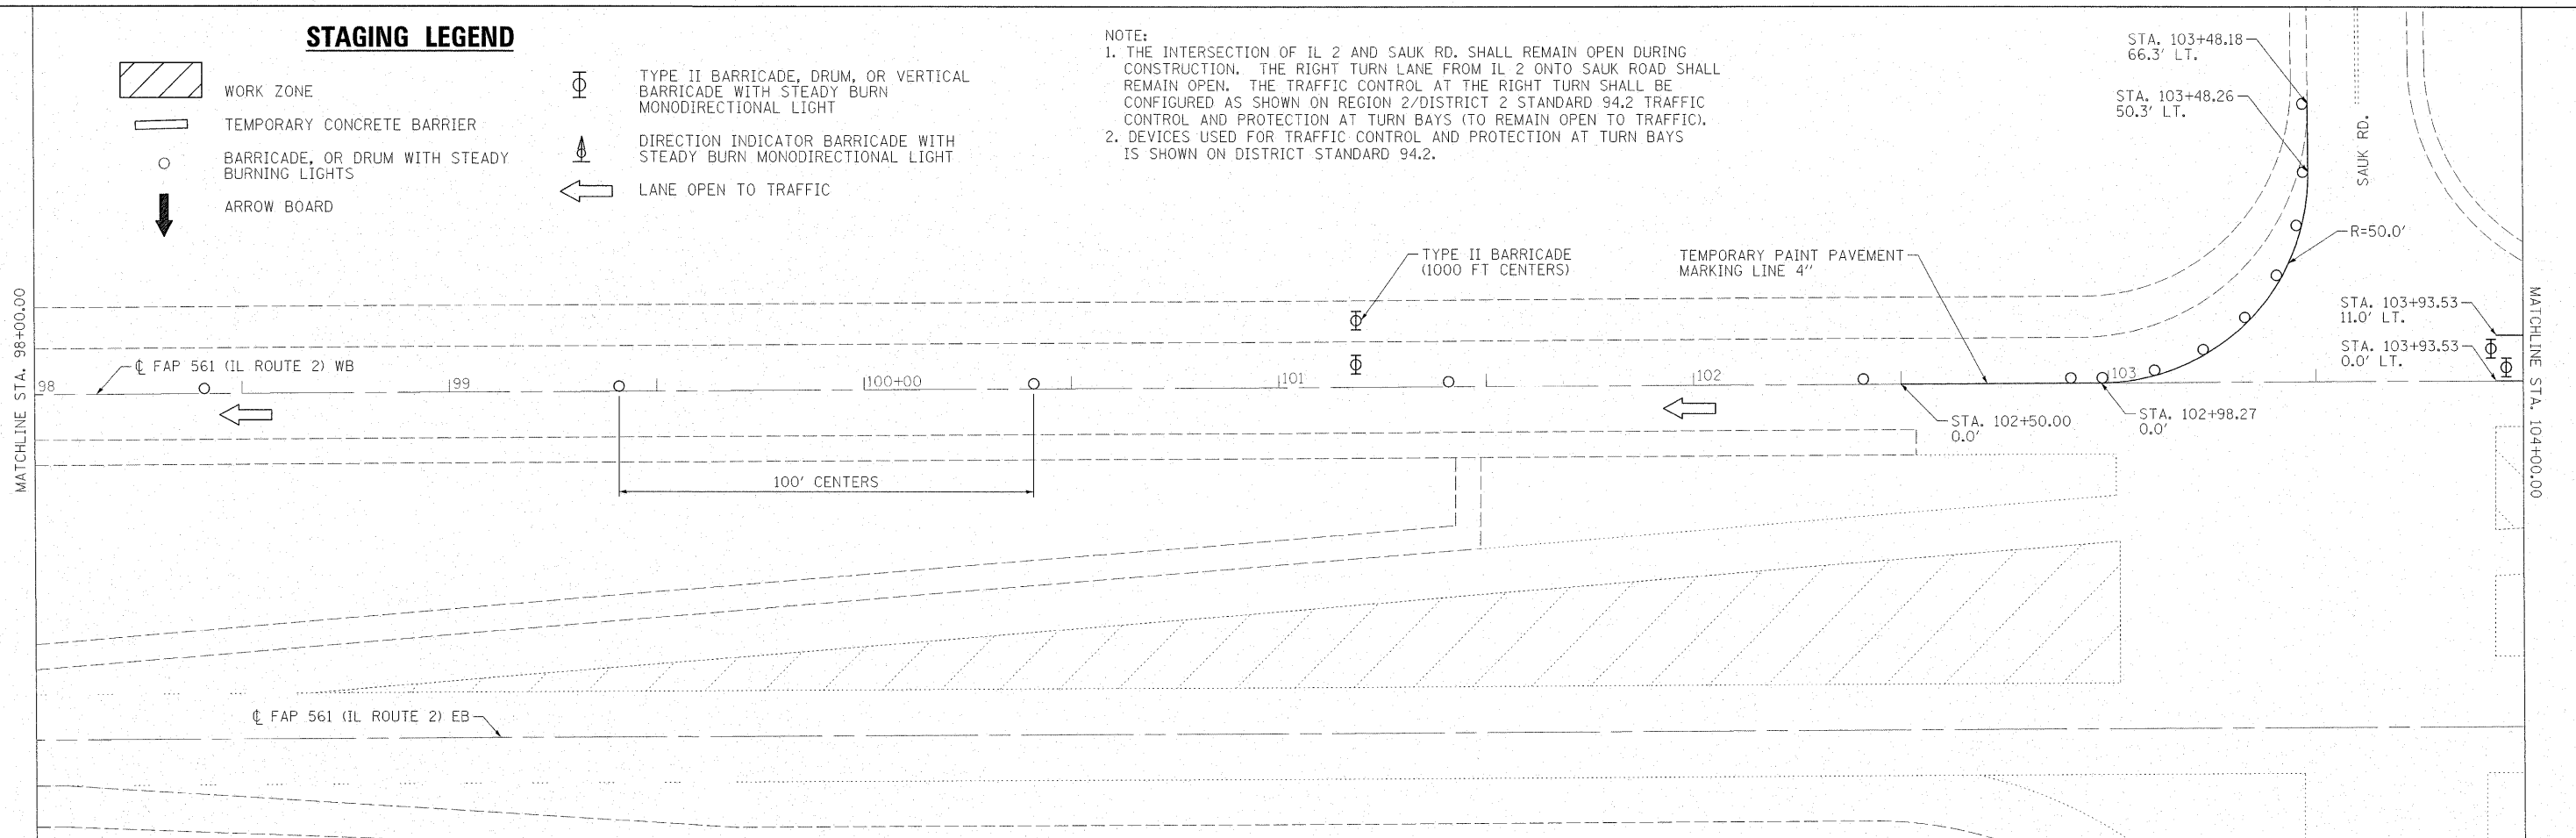 STAGING LEGEND
WORK ZONE
TEMPORARY CONCRETE BARRIER
BARRICADE, OR DRUM WITH STEADY
BURNING LIGHTS
ARROW BOARD
TYPE II BARRICADE, DRUM, OR VERTICAL
BARRICADE WITH STEADY BURN
MONODIRECTIONAL LIGHT
DIRECTION INDICATOR BARRICADE WITH
STEADY BURN MONODIRECTIONAL LIGHT
LANE OPEN TO TRAFFIC
NOTE:
1. THE INTERSECTION OF IL 2 AND SAUK RD. SHALL REMAIN OPEN DURING
CONSTRUCTION. THE RIGHT TURN LANE FROM IL 2 ONTO SAUK ROAD SHALL
REMAIN OPEN. THE TRAFFIC CONTROL AT THE RIGHT TURN SHALL BE
CONFIGURED AS SHOWN ON REGION 2/DISTRICT 2 STANDARD 94.2 TRAFFIC
CONTROL AND PROTECTION AT TURN BAYS (TO REMAIN OPEN TO TRAFFIC).
2. DEVICES USED FOR TRAFFIC CONTROL AND PROTECTION AT TURN BAYS
IS SHOWN ON DISTRICT STANDARD 94.2.
STA. 103+48.18
66.3' LT.
STA. 103+48.26
50.3' LT.
SAUK RD.
R=50.0'
TYPE II BARRICADE
(1000 FT CENTERS)
TEMPORARY PAINT PAVEMENT
MARKING LINE 4"
STA. 103+93.53
11.0' LT.
STA. 103+93.53
0.0' LT.
MATCHLINE STA. 98+00.00
MATCHLINE STA. 104+00.00
℄ FAP 561 (IL ROUTE 2) WB
98
99
100+00
101
102
103
STA. 102+50.00
0.0'
STA. 102+98.27
0.0'
100' CENTERS
℄ FAP 561 (IL ROUTE 2) EB